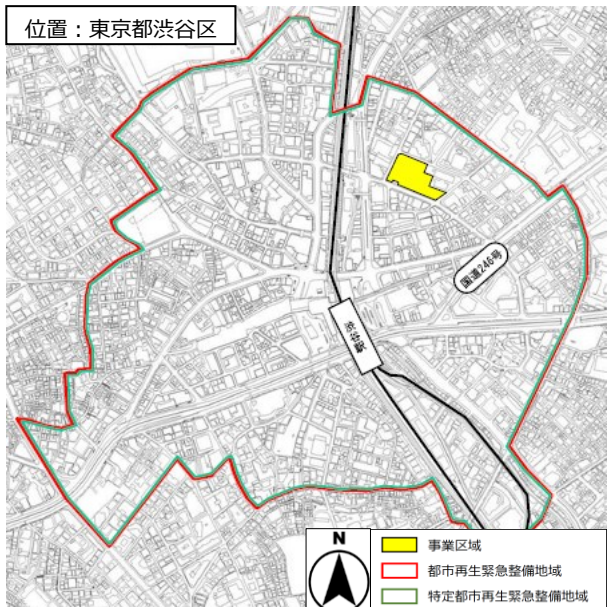 位置：東京都渋谷区
国道246号
渋谷駅
N
事業区域
都市再生緊急整備地域
特定都市再生緊急整備地域